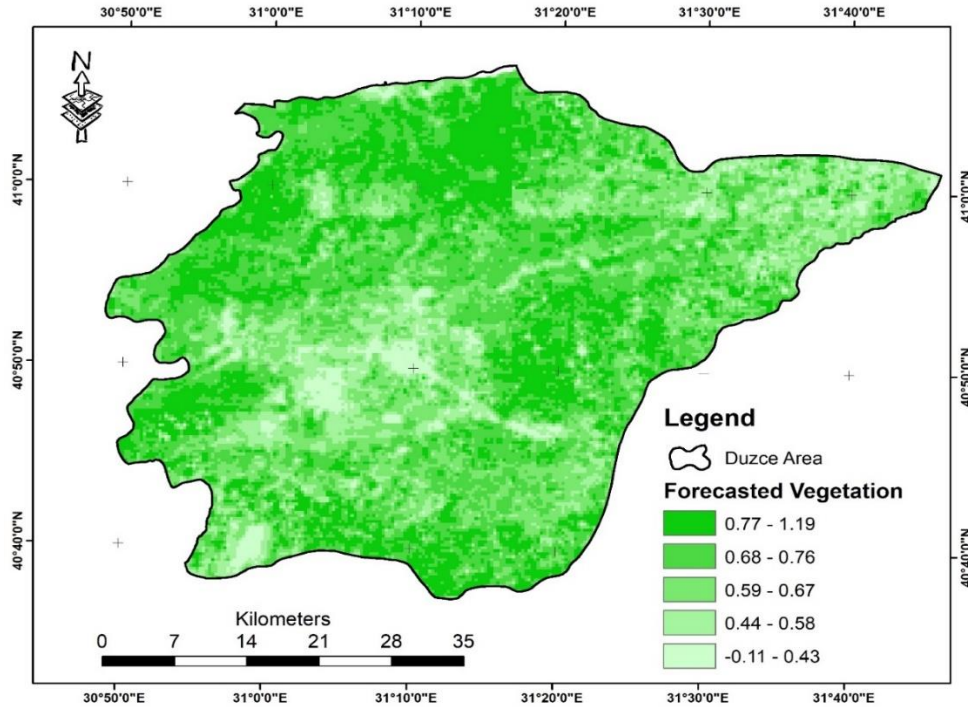 30°50'0"E 31°0'0"E 31°10'0"E 31°20'0"E 31°30'0"E 31°40'0"E
N
41°0'0"N
41°0'0"N
40°50'0"N
40°50'0"N
40°40'0"N
40°40'0"N
Legend
Duzce Area
Forecasted Vegetation
0.77 - 1.19
0.68 - 0.76
0.59 - 0.67
0.44 - 0.58
-0.11 - 0.43
Kilometers
0 7 14 21 28 35
30°50'0"E 31°0'0"E 31°10'0"E 31°20'0"E 31°30'0"E 31°40'0"E